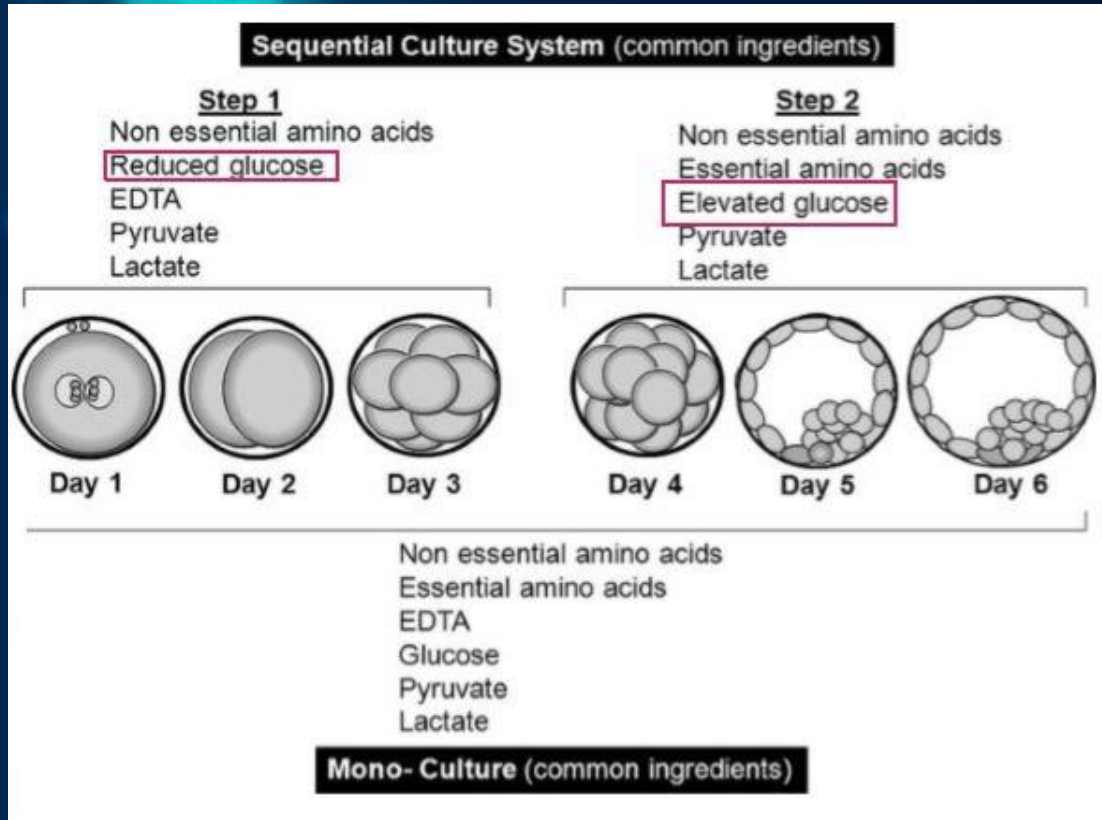 Sequential Culture System (common ingredients)
Step 1
Non essential amino acids
Reduced glucose
EDTA
Pyruvate
Lactate
Step 2
Non essential amino acids
Essential amino acids
Elevated glucose
Pyruvate
Lactate
Day 1 Day 2 Day 3 Day 4 Day 5 Day 6
Non essential amino acids
Essential amino acids
EDTA
Glucose
Pyruvate
Lactate
Mono- Culture (common ingredients)